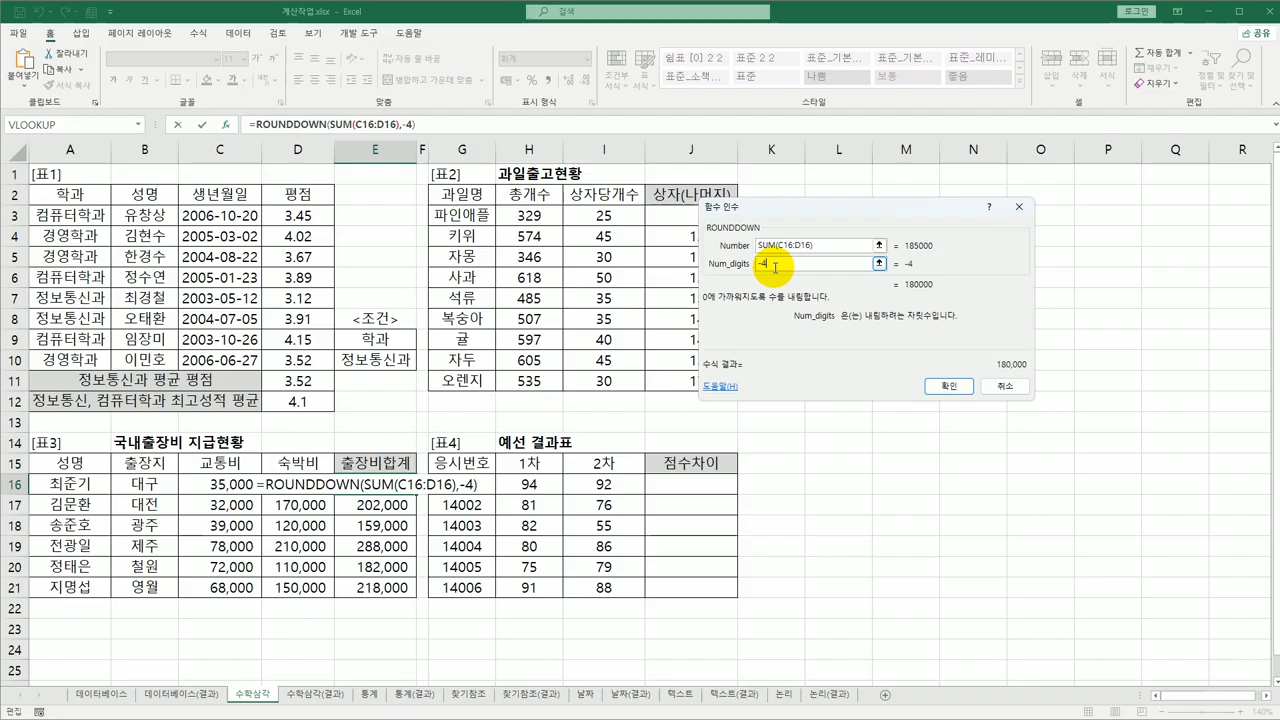 계산작업.xlsx - Excel
검색
로그인
파일 홈 삽입 페이지 레이아웃 수식 데이터 검토 보기 개발 도구 도움말
공유
붙여넣기 잘라내기 복사 서식 복사
텍스트 줄 바꿈 병합하고 가운데 맞춤
회계
조건부 서식 표 서식
쉼표 [0] 2 2 표준 2 2 표준_기본... 표준_기본... 표준_레미...
표준_소행... 표준 나쁨 보통 좋음
삽입 삭제 서식
자동 합계 채우기 지우기
정렬 및 필터 찾기 및 선택
클립보드 글꼴 맞춤 표시 형식 스타일 셀 편집
VLOOKUP =ROUNDDOWN(SUM(C16:D16),-4)
A B C D E F G H I J K L M N O P Q R
1 [표1] [표2] 과일출고현황
2 학과 성명 생년월일 평점 과일명 총개수 상자당개수 상자(나머지)
3 컴퓨터학과 유창상 2006-10-20 3.45 파인애플 329 25
4 경영학과 김현수 2005-03-02 4.02 키위 574 45
5 경영학과 한경수 2004-08-22 3.67 자몽 346 30
6 컴퓨터학과 정수연 2005-01-23 3.89 사과 618 50
7 정보통신과 최경철 2003-05-12 3.12 석류 485 35
8 정보통신과 오태환 2004-07-05 3.91 <조건> 복숭아 507 35
9 컴퓨터학과 임장미 2003-10-26 4.15 학과 귤 597 40
10 경영학과 이민호 2006-06-27 3.52 정보통신과 자두 605 45
11 정보통신과 평균 평점 3.52 오렌지 535 30
12 정보통신, 컴퓨터학과 최고성적 평균 4.1
13
14 [표3] 국내출장비 지급현황 [표4] 예선 결과표
15 성명 출장지 교통비 숙박비 출장비합계 응시번호 1차 2차 점수차이
16 최준기 대구 35,000 =ROUNDDOWN(SUM(C16:D16),-4) 94 92
17 김문환 대전 32,000 170,000 202,000 14002 81 76
18 송준호 광주 39,000 120,000 159,000 14003 82 55
19 전광일 제주 78,000 210,000 288,000 14004 80 86
20 정태은 철원 72,000 110,000 182,000 14005 75 79
21 지명섭 영월 68,000 150,000 218,000 14006 91 88
22
23
24
25
함수 인수
ROUNDDOWN
Number SUM(C16:D16) = 185000
Num_digits -4 = -4
= 180000
0에 가까워지도록 수를 내림합니다.
Num_digits 은(는) 내림하려는 자릿수입니다.
수식 결과= 180,000
도움말(H) 확인 취소
데이터베이스 데이터베이스(결과) 수학삼각 수학삼각(결과) 통계 통계(결과) 찾기참조 찾기참조(결과) 날짜 날짜(결과) 텍스트 텍스트(결과) 논리 논리(결과)
편집 140%